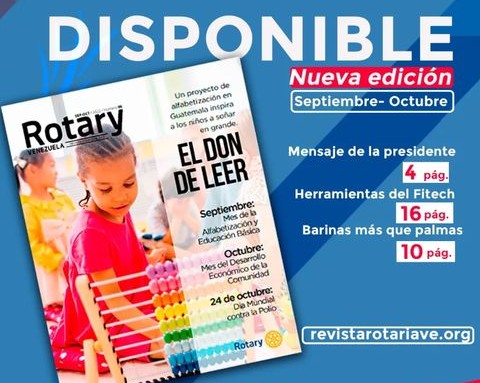 DISPONIBLE
Nueva edición
Septiembre- Octubre
Mensaje de la presidente
4 pág.
Herramientas del Fitech
16 pág.
Barinas más que palmas
10 pág.
revistarotariave.org
Rotary
VENEZUELA
Un proyecto de
alfabetización en
Guatemala inspira
a los niños a soñar
en grande.
EL DON
DE LEER
Septiembre:
Mes de la
Alfabetización y
Educación Básica
Octubre:
Mes del Desarrollo
Económico de la
Comunidad
24 de octubre:
Día Mundial
contra la Polio
Rotary